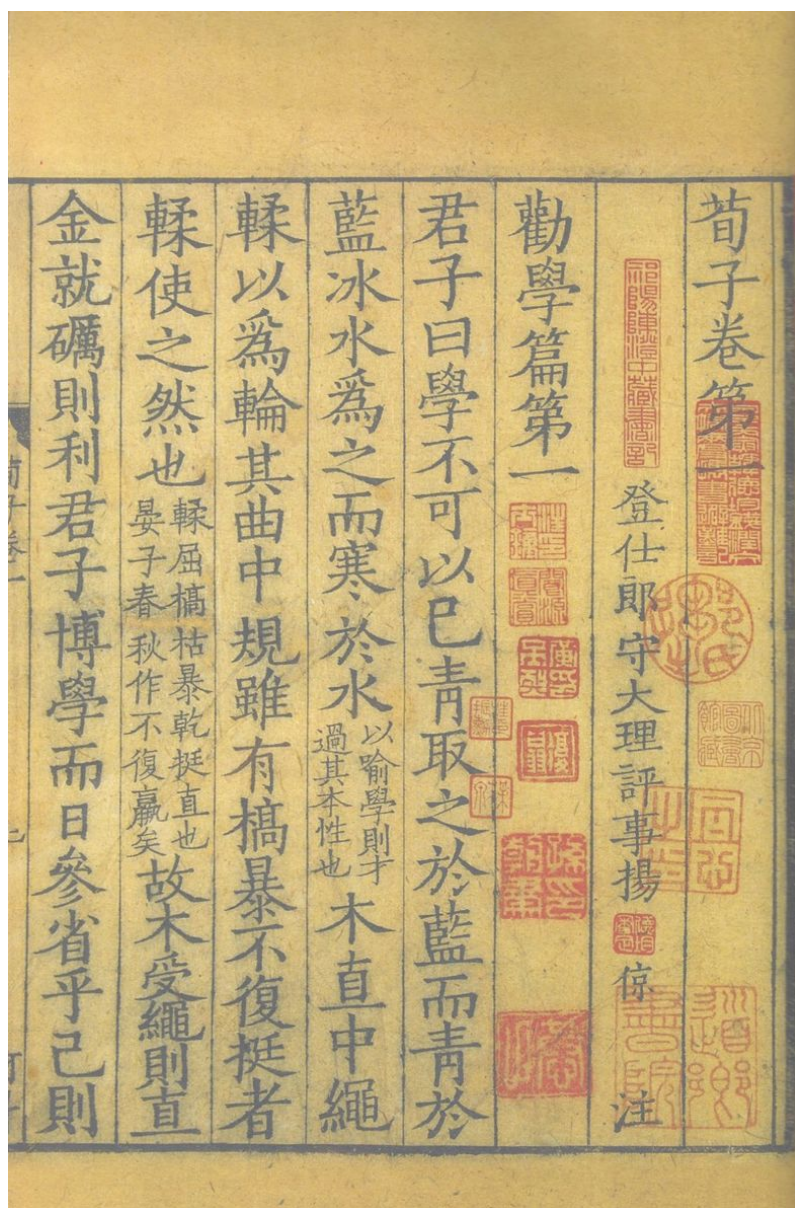 荀子卷第一
登仕郎守大理評事揚倞注
勸學篇第一
君子曰學不可以已青取之於藍而青於
藍冰水爲之而寒於水以喻學則才過其本性也木直中繩
輮以爲輪其曲中規雖有槁暴不復挺者
輮使之然也輮屈槁枯暴乾挺直也晏子春秋作不復羸矣故木受繩則直
金就礪則利君子博學而日參省乎己則
荀子卷一